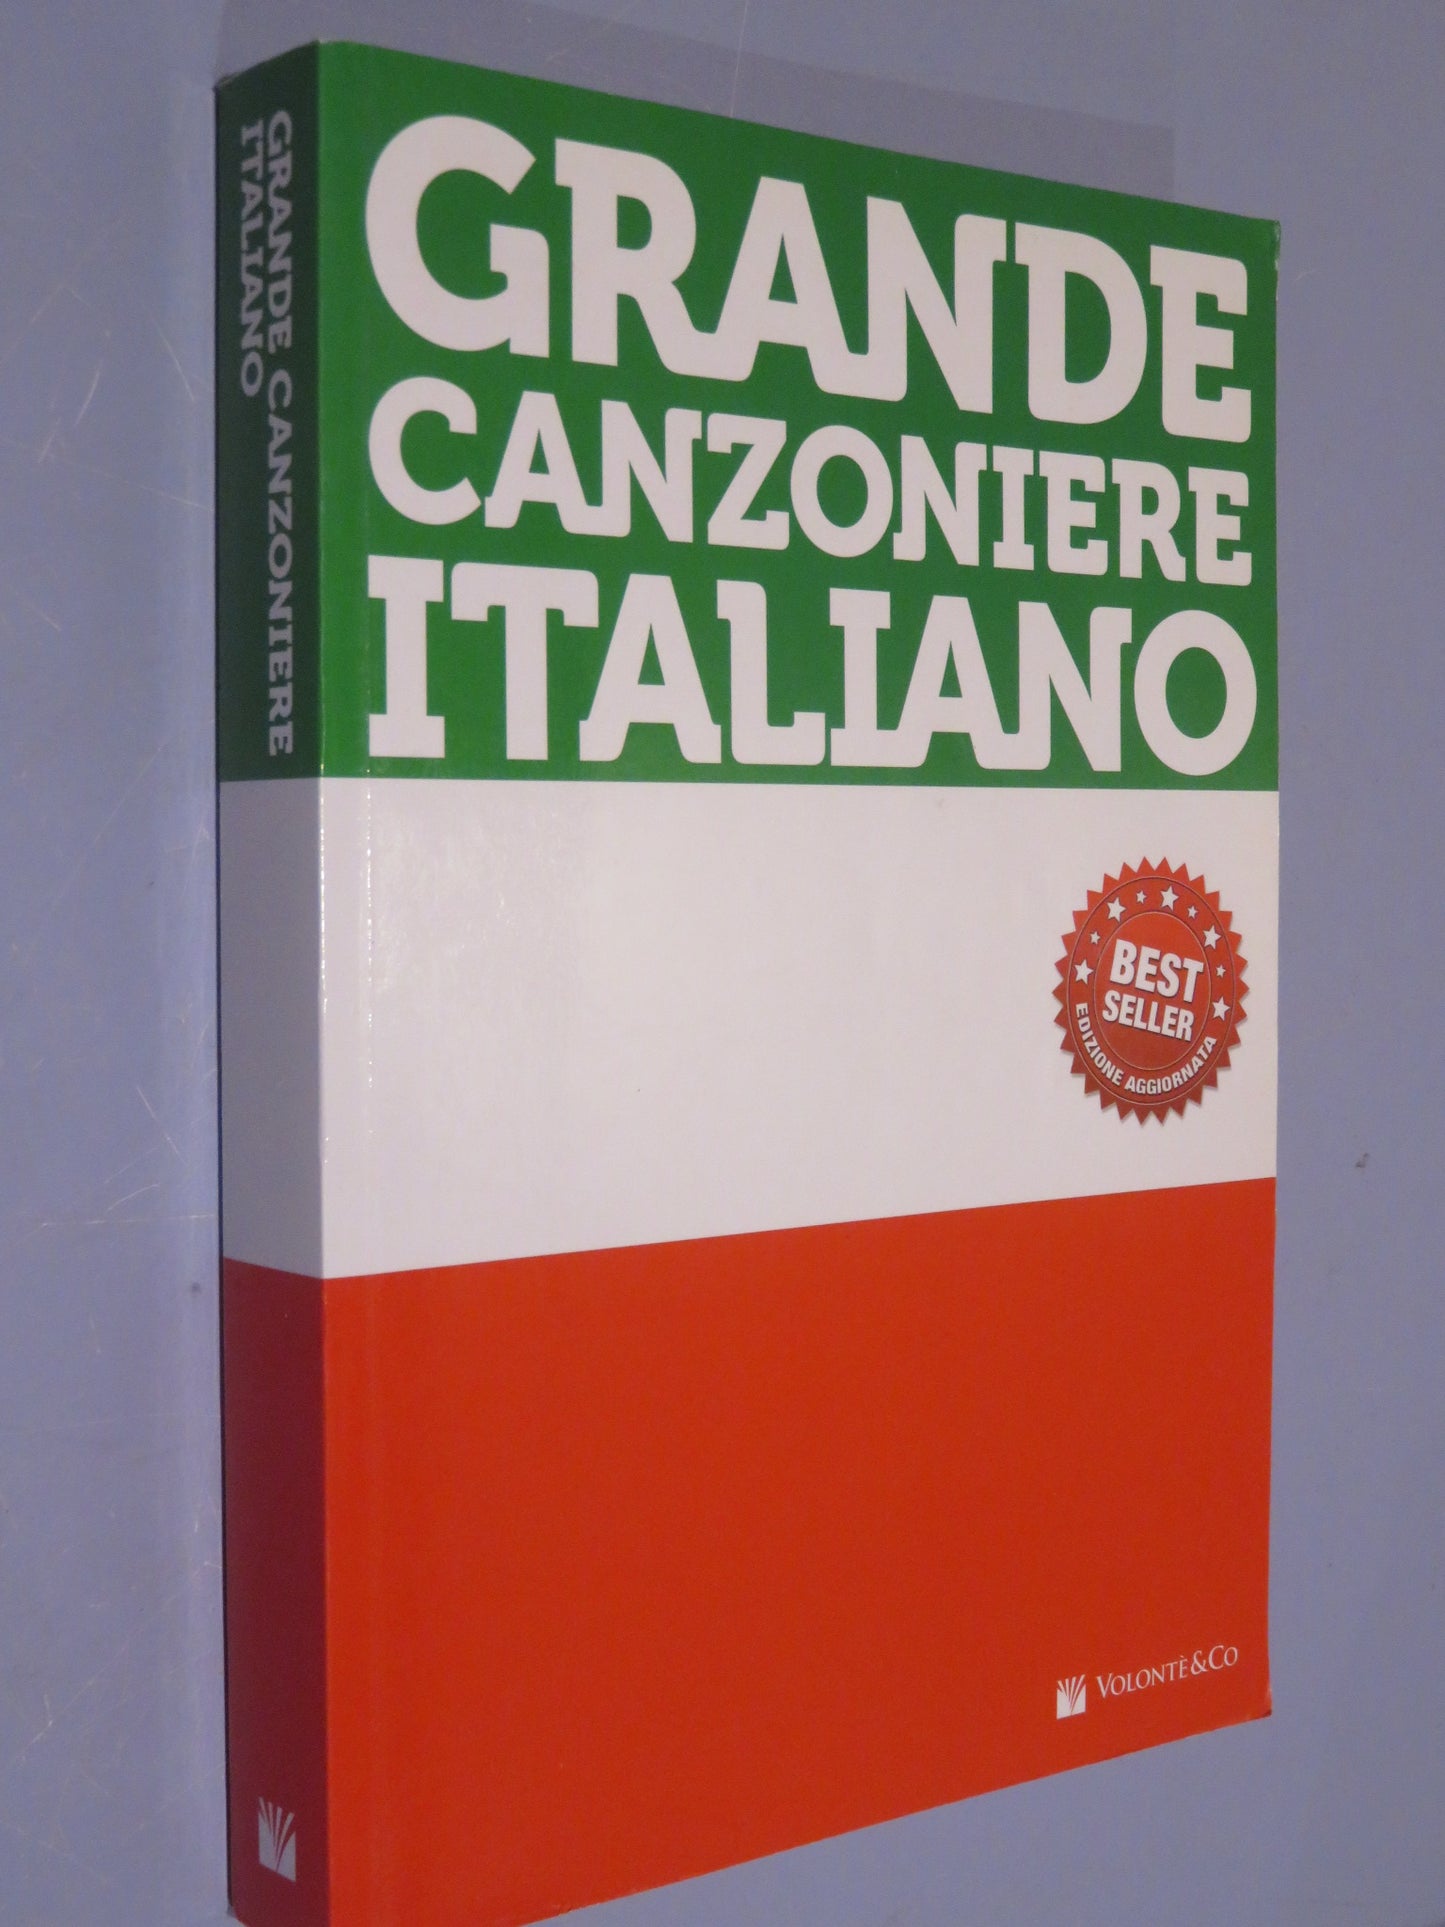 GRANDE CANZONIERE
ITALIANO
GRANDE
CANZONIERE
ITALIANO
BEST
SELLER
EDIZIONE AGGIORNATA
VOLONTÈ&CO